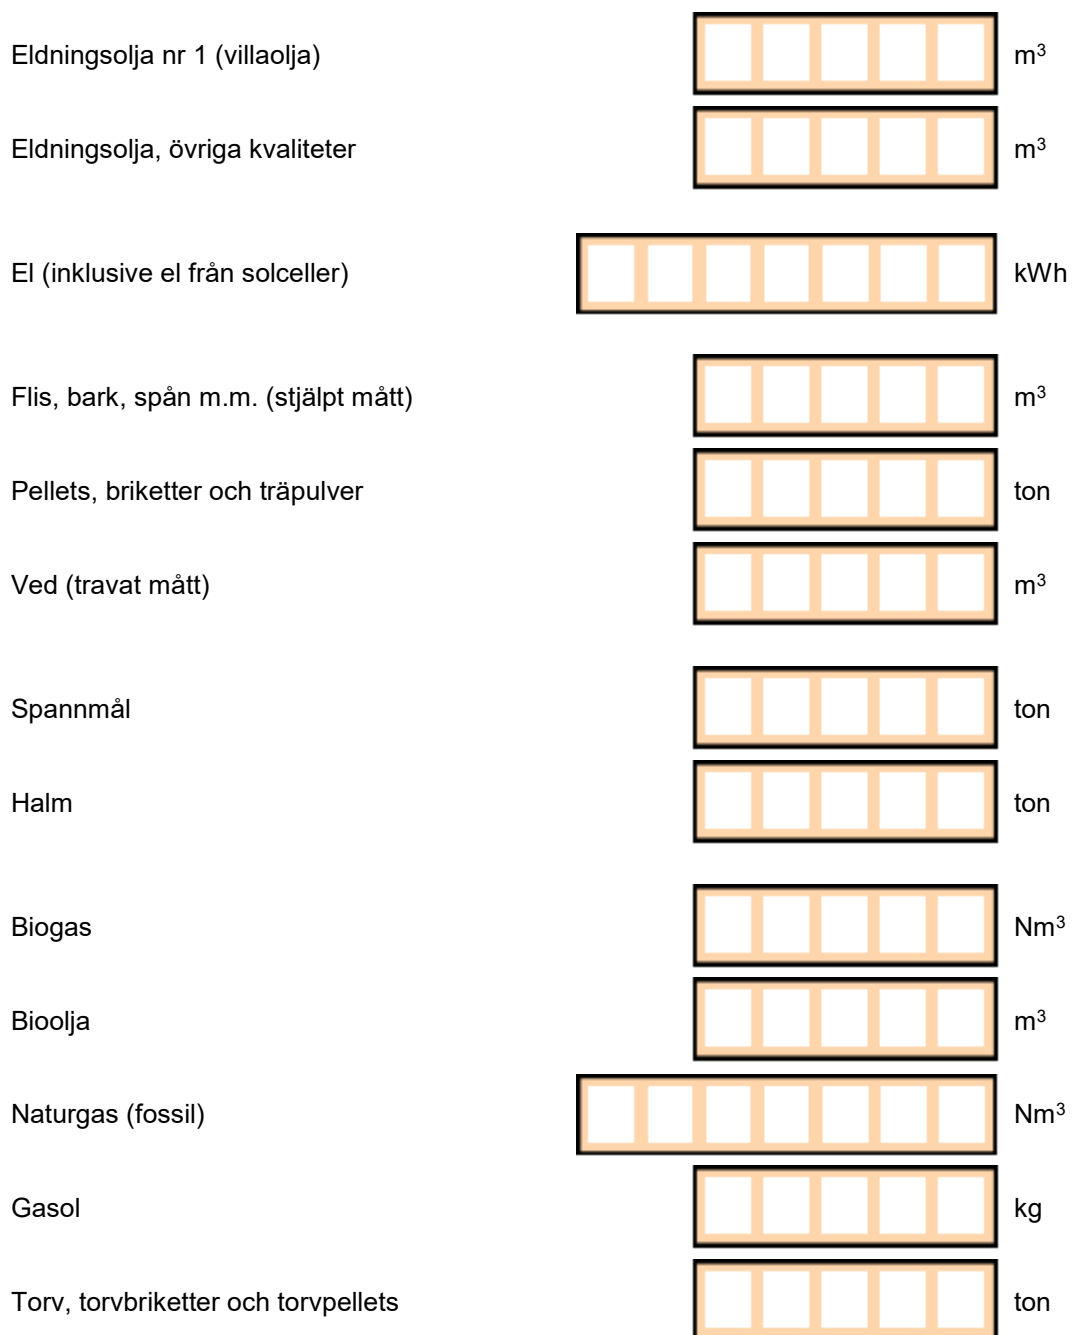 Eldningsolja nr 1 (villaolja) m³
Eldningsolja, övriga kvaliteter m³
El (inklusive el från solceller) kWh
Flis, bark, spån m.m. (stjälpt mått) m³
Pellets, briketter och träpulver ton
Ved (travat mått) m³
Spannmål ton
Halm ton
Biogas Nm³
Bioolja m³
Naturgas (fossil) Nm³
Gasol kg
Torv, torvbriketter och torvpellets ton